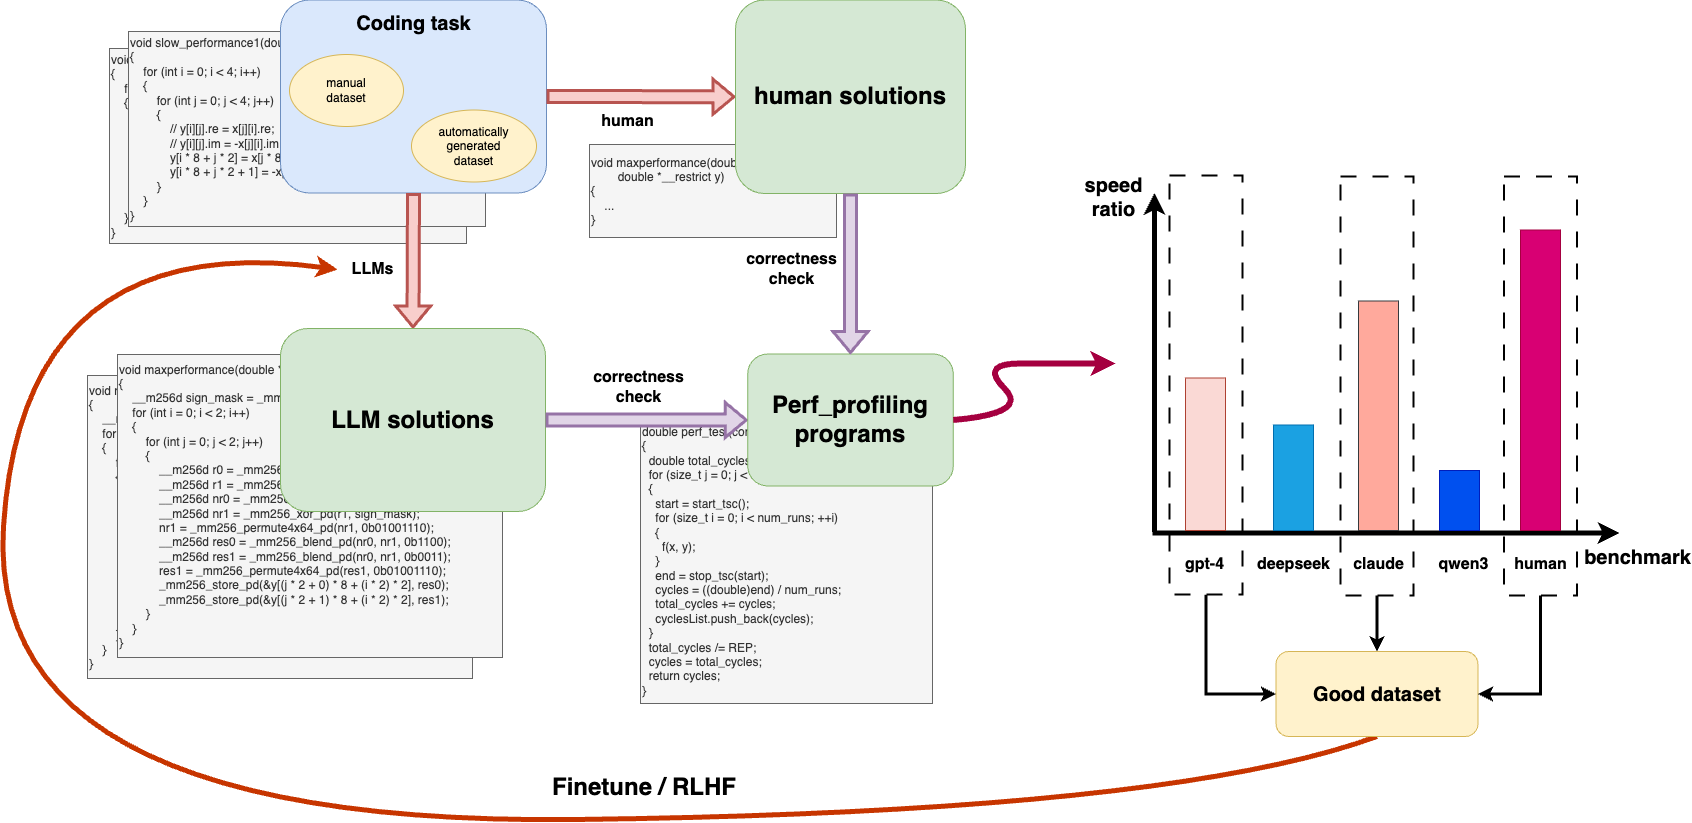 Coding task
manual
dataset
automatically
generated
dataset
void slow_performance1(dou
{
for (int i = 0; i < 4; i++)
{
for (int j = 0; j < 4; j++)
{
// y[i][j].re = x[j][i].re;
// y[i][j].im = -x[j][i].im
y[i * 8 + j * 2] = x[j * 8
y[i * 8 + j * 2 + 1] = -x
}
}
}
voi
{
f
{
}
}
human
human solutions
void maxperformance(doub
double *__restrict y)
{
...
}
LLMs
correctness
check
LLM solutions
void maxperformance(double *
{
__m256d sign_mask = _mm
for (int i = 0; i < 2; i++)
{
for (int j = 0; j < 2; j++)
{
__m256d r0 = _mm256
__m256d r1 = _mm256
__m256d nr0 = _mm256
__m256d nr1 = _mm256_xor_pd(r1, sign_mask);
nr1 = _mm256_permute4x64_pd(nr1, 0b01001110);
__m256d res0 = _mm256_blend_pd(nr0, nr1, 0b1100);
__m256d res1 = _mm256_blend_pd(nr0, nr1, 0b0011);
res1 = _mm256_permute4x64_pd(res1, 0b01001110);
_mm256_store_pd(&y[(j * 2 + 0) * 8 + (i * 2) * 2], res0);
_mm256_store_pd(&y[(j * 2 + 1) * 8 + (i * 2) * 2], res1);
}
}
}
void
{
for
{
}
}
correctness
check
Perf_profiling
programs
double perf_test(con
{
double total_cycles
for (size_t j = 0; j <
{
start = start_tsc();
for (size_t i = 0; i < num_runs; ++i)
{
f(x, y);
}
end = stop_tsc(start);
cycles = ((double)end) / num_runs;
total_cycles += cycles;
cyclesList.push_back(cycles);
}
total_cycles /= REP;
cycles = total_cycles;
return cycles;
}
speed
ratio
gpt-4
deepseek
claude
qwen3
human
benchmark
Good dataset
Finetune / RLHF